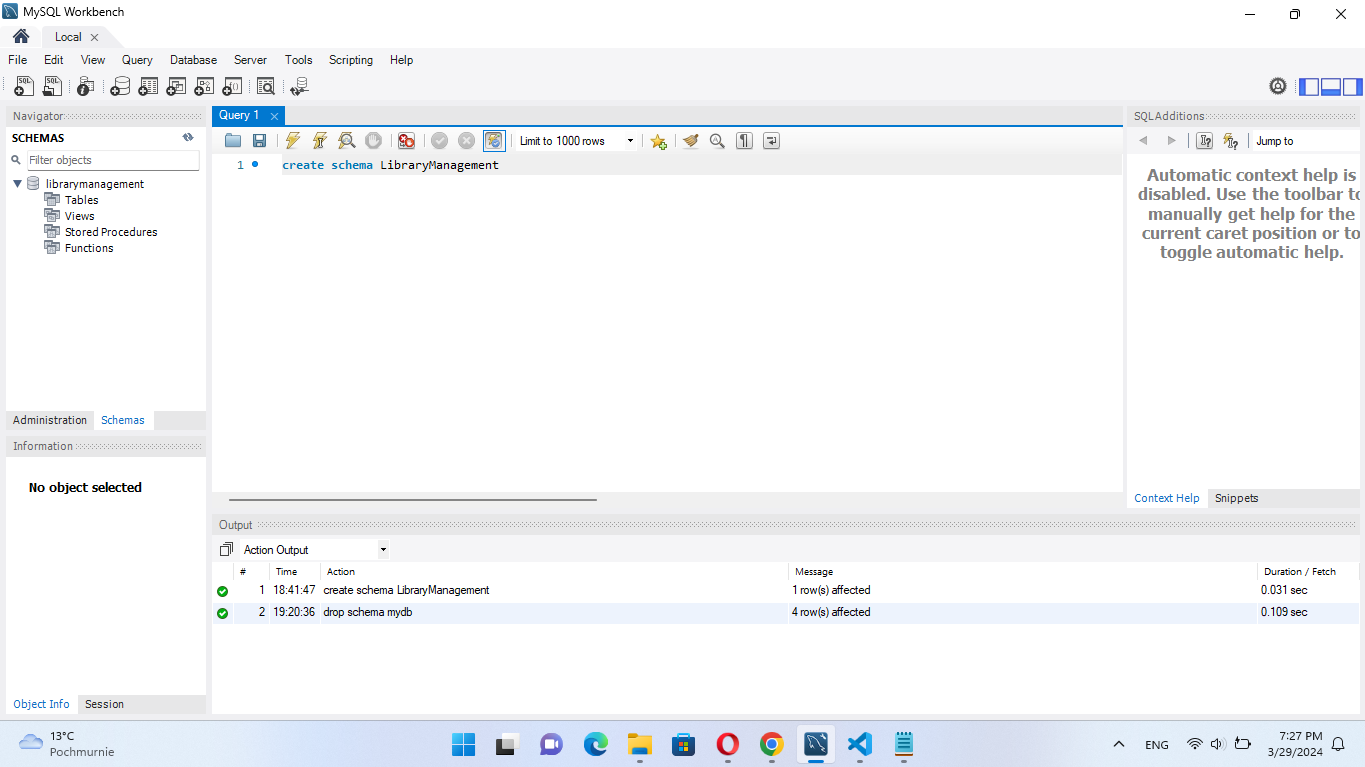 MySQL Workbench
Local
File Edit View Query Database Server Tools Scripting Help
Navigator
SCHEMAS
Filter objects
librarymanagement
Tables
Views
Stored Procedures
Functions
Administration Schemas
Information
No object selected
Object Info Session
Query 1
Limit to 1000 rows
1 create schema LibraryManagement
SQLAdditions
Jump to
Automatic context help is
disabled. Use the toolbar to
manually get help for the
current caret position or to
toggle automatic help.
Context Help Snippets
Output
Action Output
# Time Action Message Duration / Fetch
1 18:41:47 create schema LibraryManagement 1 row(s) affected 0.031 sec
2 19:20:36 drop schema mydb 4 row(s) affected 0.109 sec
13°C
Pochmurnie
ENG
7:27 PM
3/29/2024